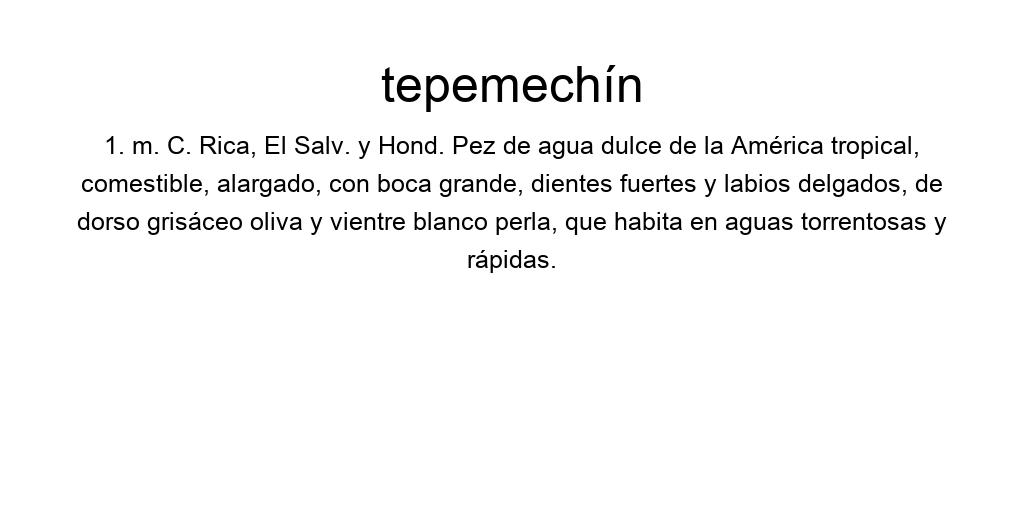 tepemechín
1. m. C. Rica, El Salv. y Hond. Pez de agua dulce de la América tropical,
comestible, alargado, con boca grande, dientes fuertes y labios delgados, de
dorso grisáceo oliva y vientre blanco perla, que habita en aguas torrentosas y
rápidas.